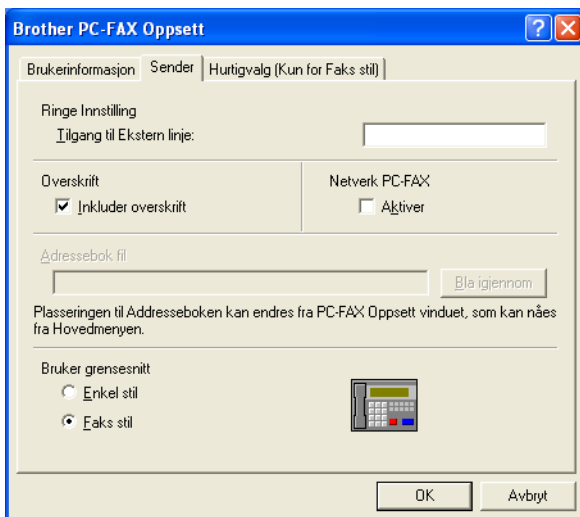 Brother PC-FAX Oppsett
Brukerinformasjon Sender Hurtigvalg (Kun for Faks stil)
Ringe Innstilling
Tilgang til Ekstern linje:
Overskrift Netverk PC-FAX
Inkluder overskrift Aktiver
Adressebok fil
Bla igjennom
Plasseringen til Addresseboken kan endres fra PC-FAX Oppsett vinduet, som kan nåes
fra Hovedmenyen.
Bruker grensesnitt
Enkel stil
Faks stil
OK Avbryt